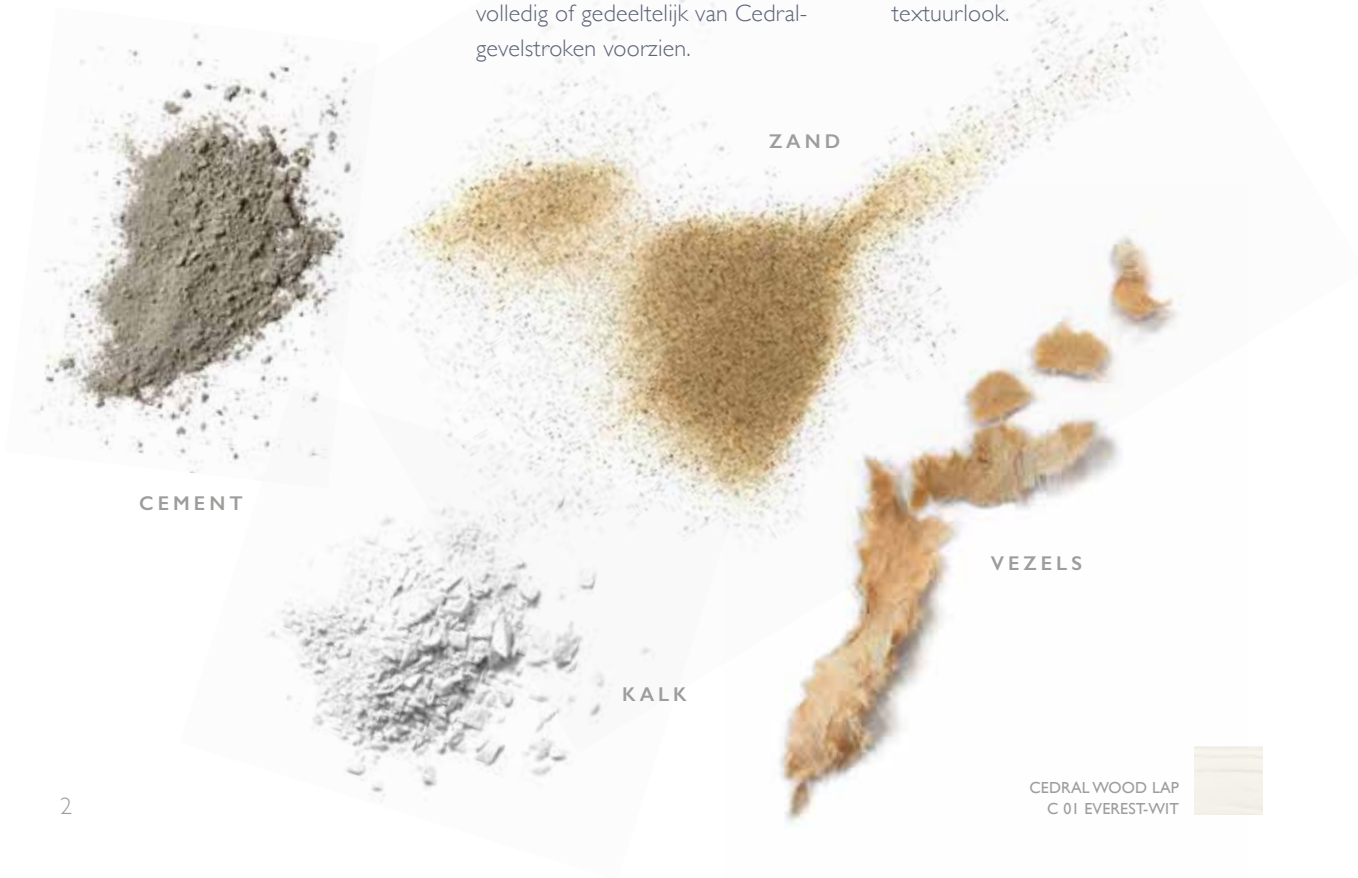 volledig of gedeeltelijk van Cedral-
gevelstroken voorzien.
textuurlook.
ZAND
CEMENT
VEZELS
KALK
CEDRAL WOOD LAP
C 01 EVEREST-WIT
2